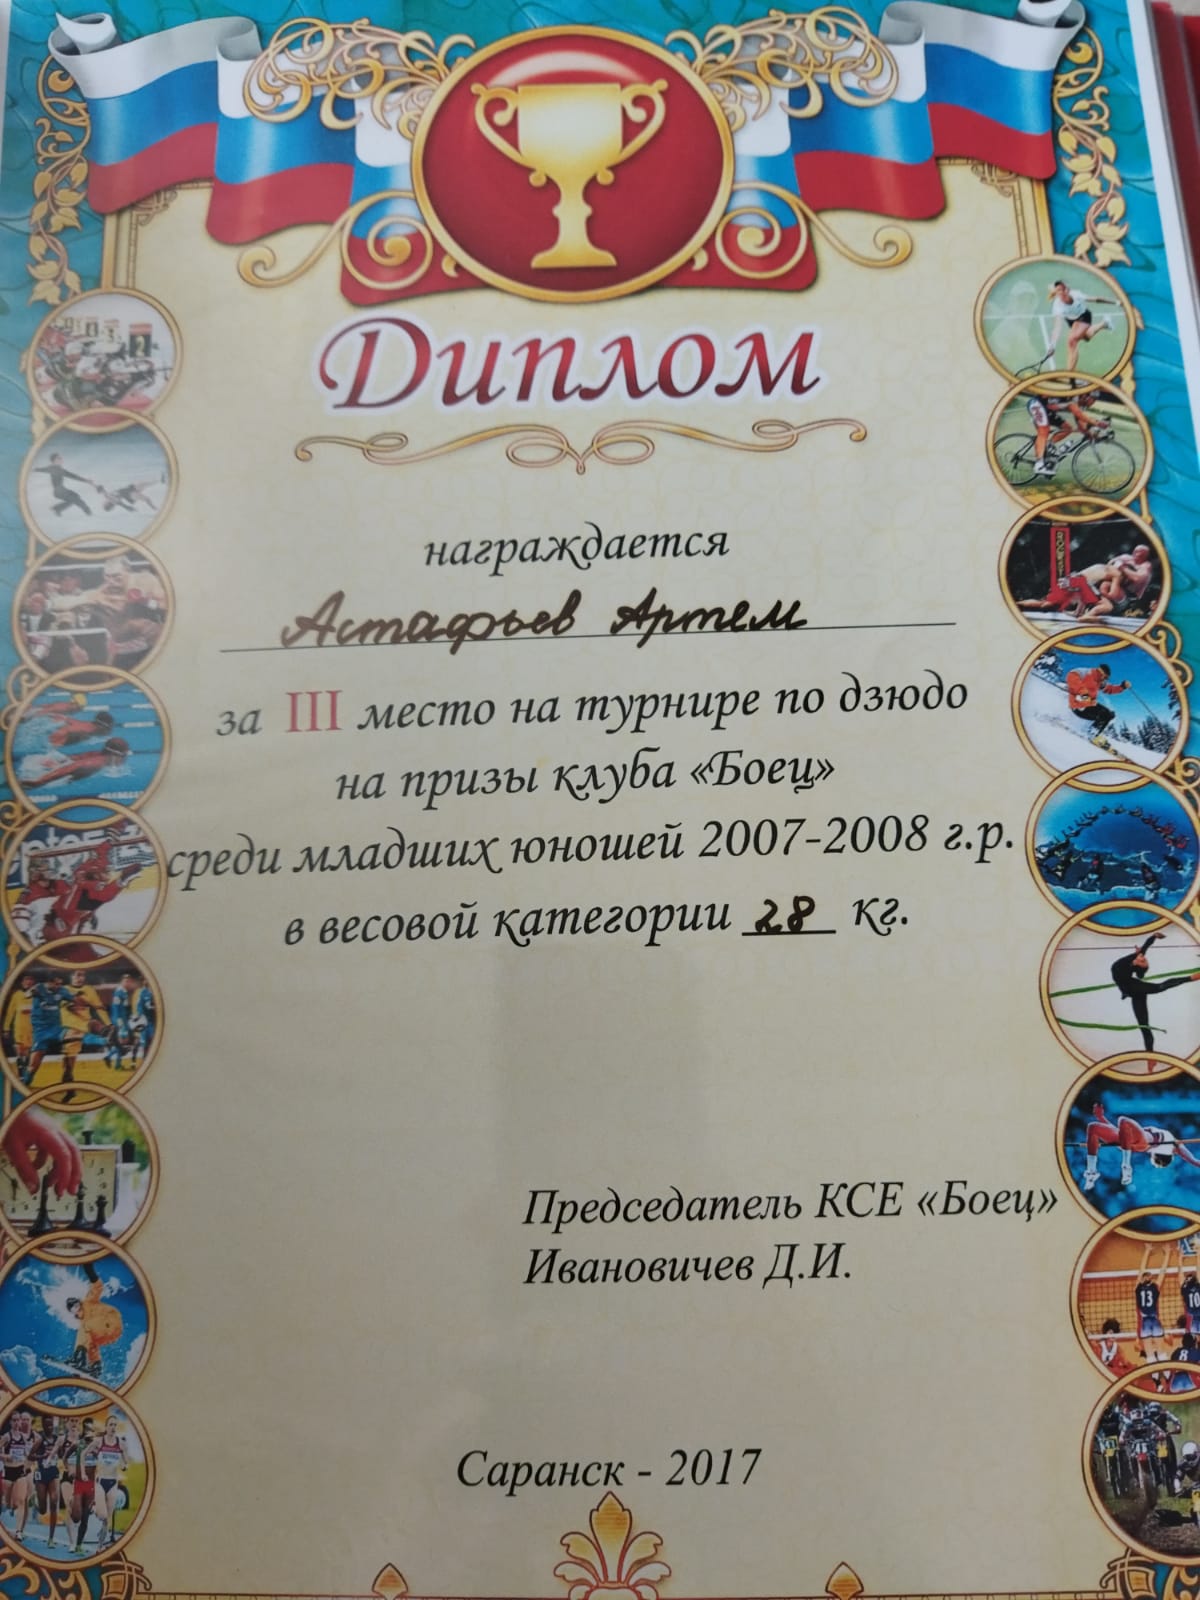 Диплом
награждается
Астафьев Артем
за III место на турнире по дзюдо
на призы клуба «Боец»
среди младших юношей 2007-2008 г.р.
в весовой категории 28 кг.
Председатель КСЕ «Боец»
Ивановичев Д.И.
Саранск - 2017